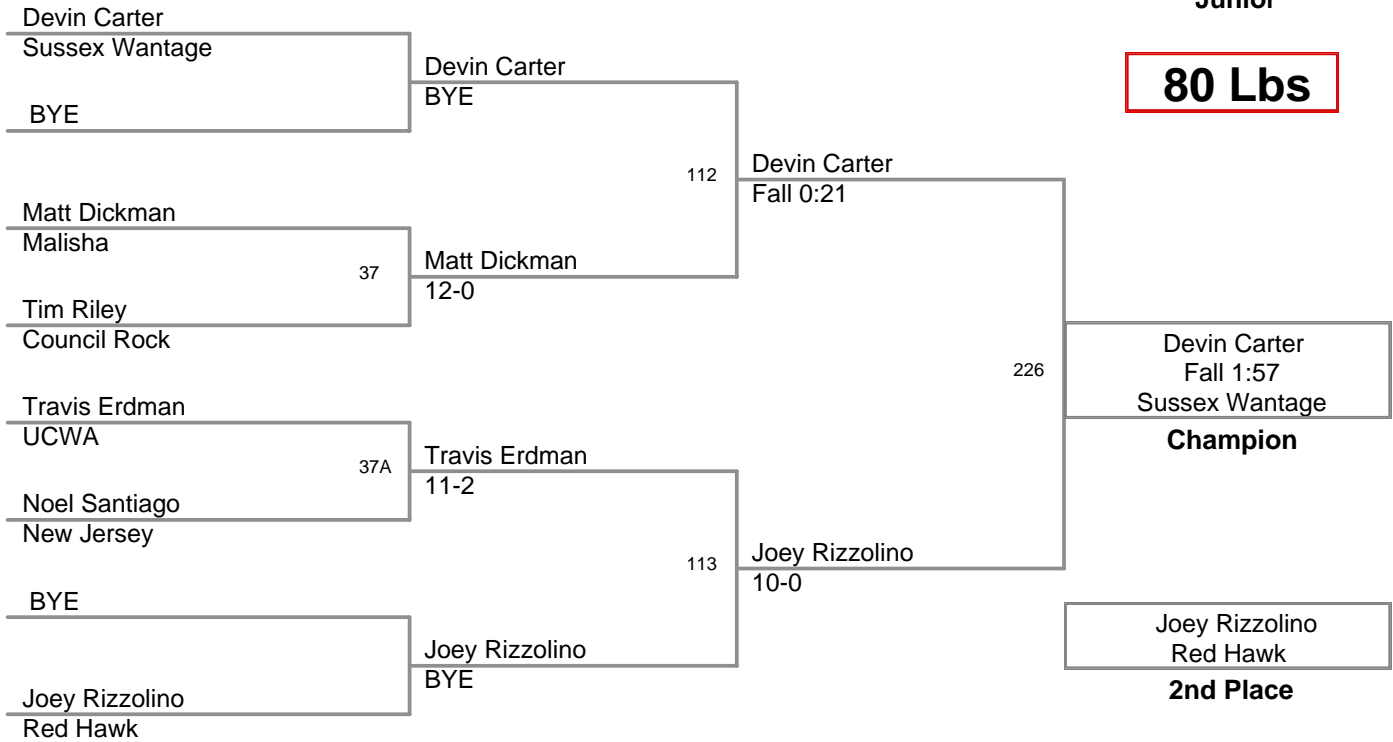 Junior
80 Lbs
Devin Carter
Sussex Wantage
BYE
Matt Dickman
Malisha
37
Tim Riley
Council Rock
Travis Erdman
UCWA
37A
Noel Santiago
New Jersey
BYE
Joey Rizzolino
Red Hawk
Devin Carter
BYE
112
Matt Dickman
12-0
Travis Erdman
11-2
113
Joey Rizzolino
BYE
Devin Carter
Fall 0:21
226
Joey Rizzolino
10-0
Devin Carter
Fall 1:57
Sussex Wantage
Champion
Joey Rizzolino
Red Hawk
2nd Place